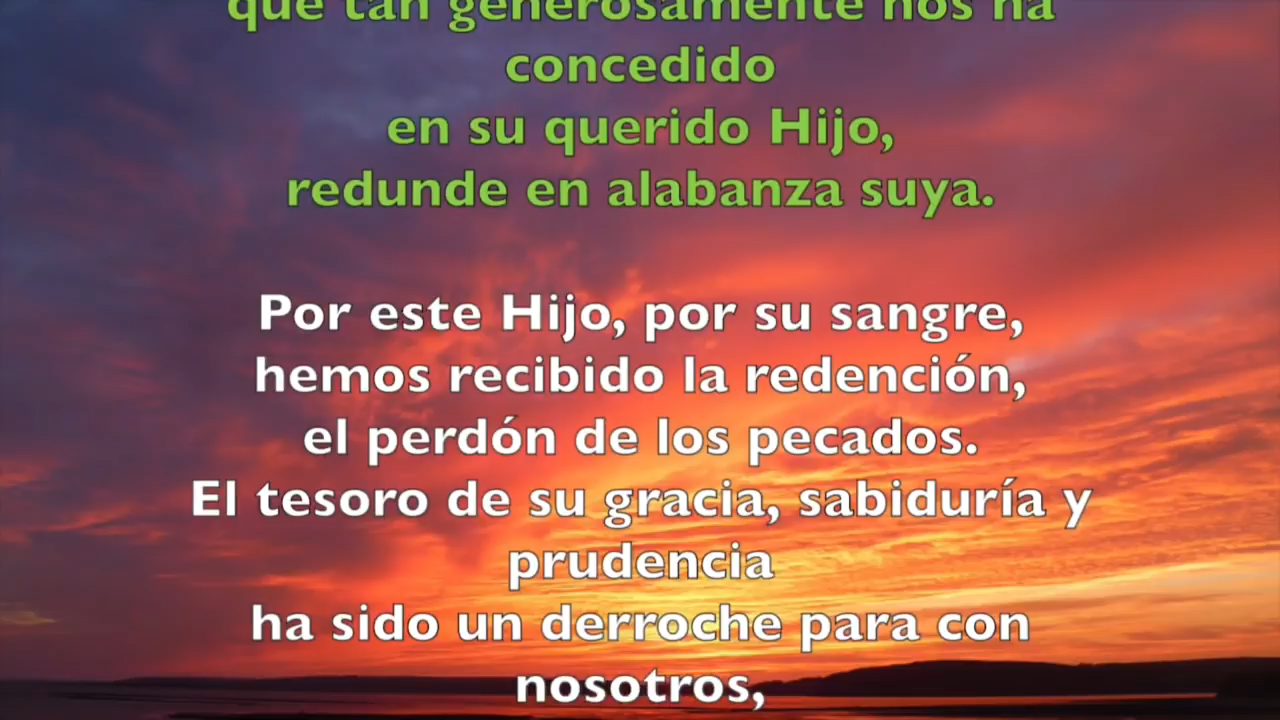 que tan generosamente nos ha
concedido
en su querido Hijo,
redunde en alabanza suya.
Por este Hijo, por su sangre,
hemos recibido la redención,
el perdón de los pecados.
El tesoro de su gracia, sabiduría y
prudencia
ha sido un derroche para con
nosotros,